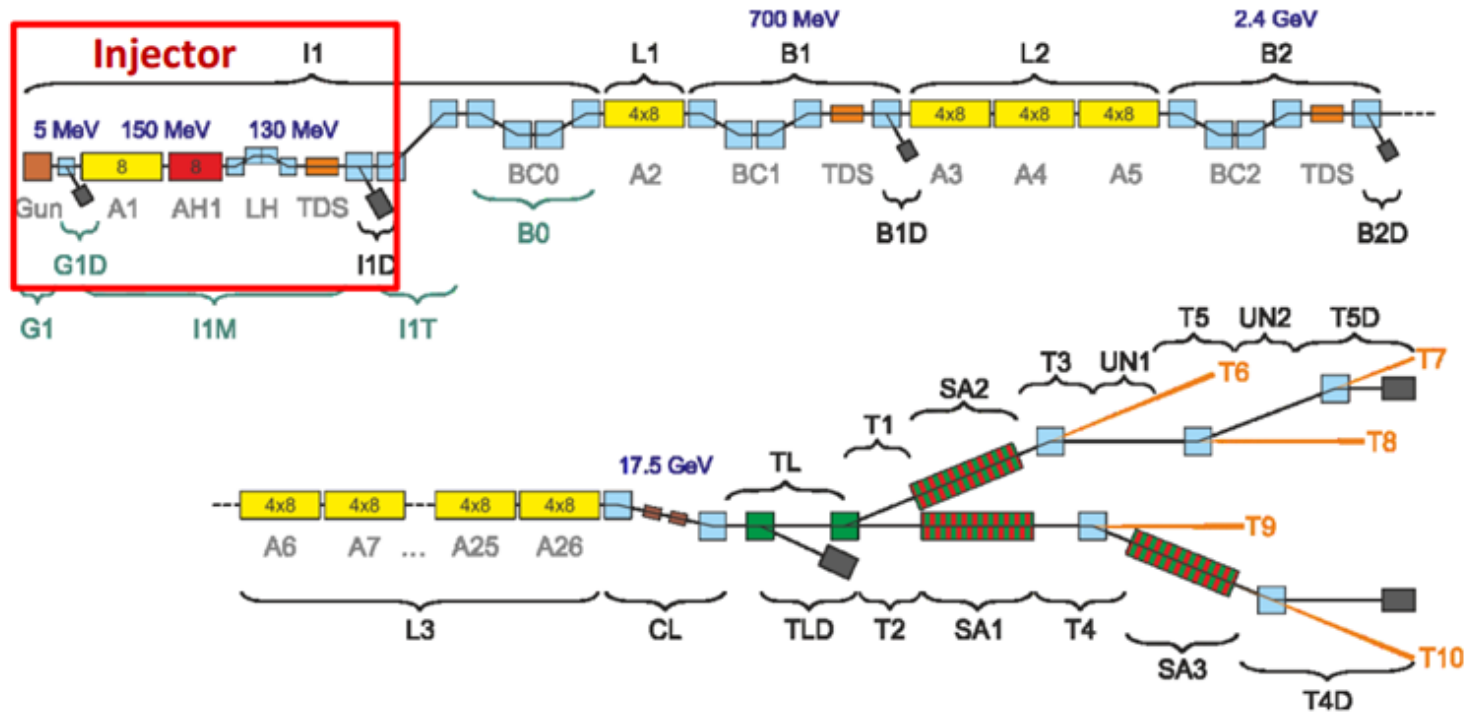 700 MeV 2.4 GeV
Injector I1 L1 B1 L2 B2
5 MeV 150 MeV 130 MeV 4x8 4x8 4x8 4x8
8 8
Gun A1 AH1 LH TDS BC0 A2 BC1 TDS A3 A4 A5 BC2 TDS
G1D I1D B0 B1D B2D
G1 I1M I1T
T5 UN2 T5D
T3 UN1 T6 T7
SA2
T1 T8
17.5 GeV TL
4x8 4x8 4x8 4x8 T9
A6 A7 ... A25 A26
L3 CL TLD T2 SA1 T4
SA3 T10
T4D